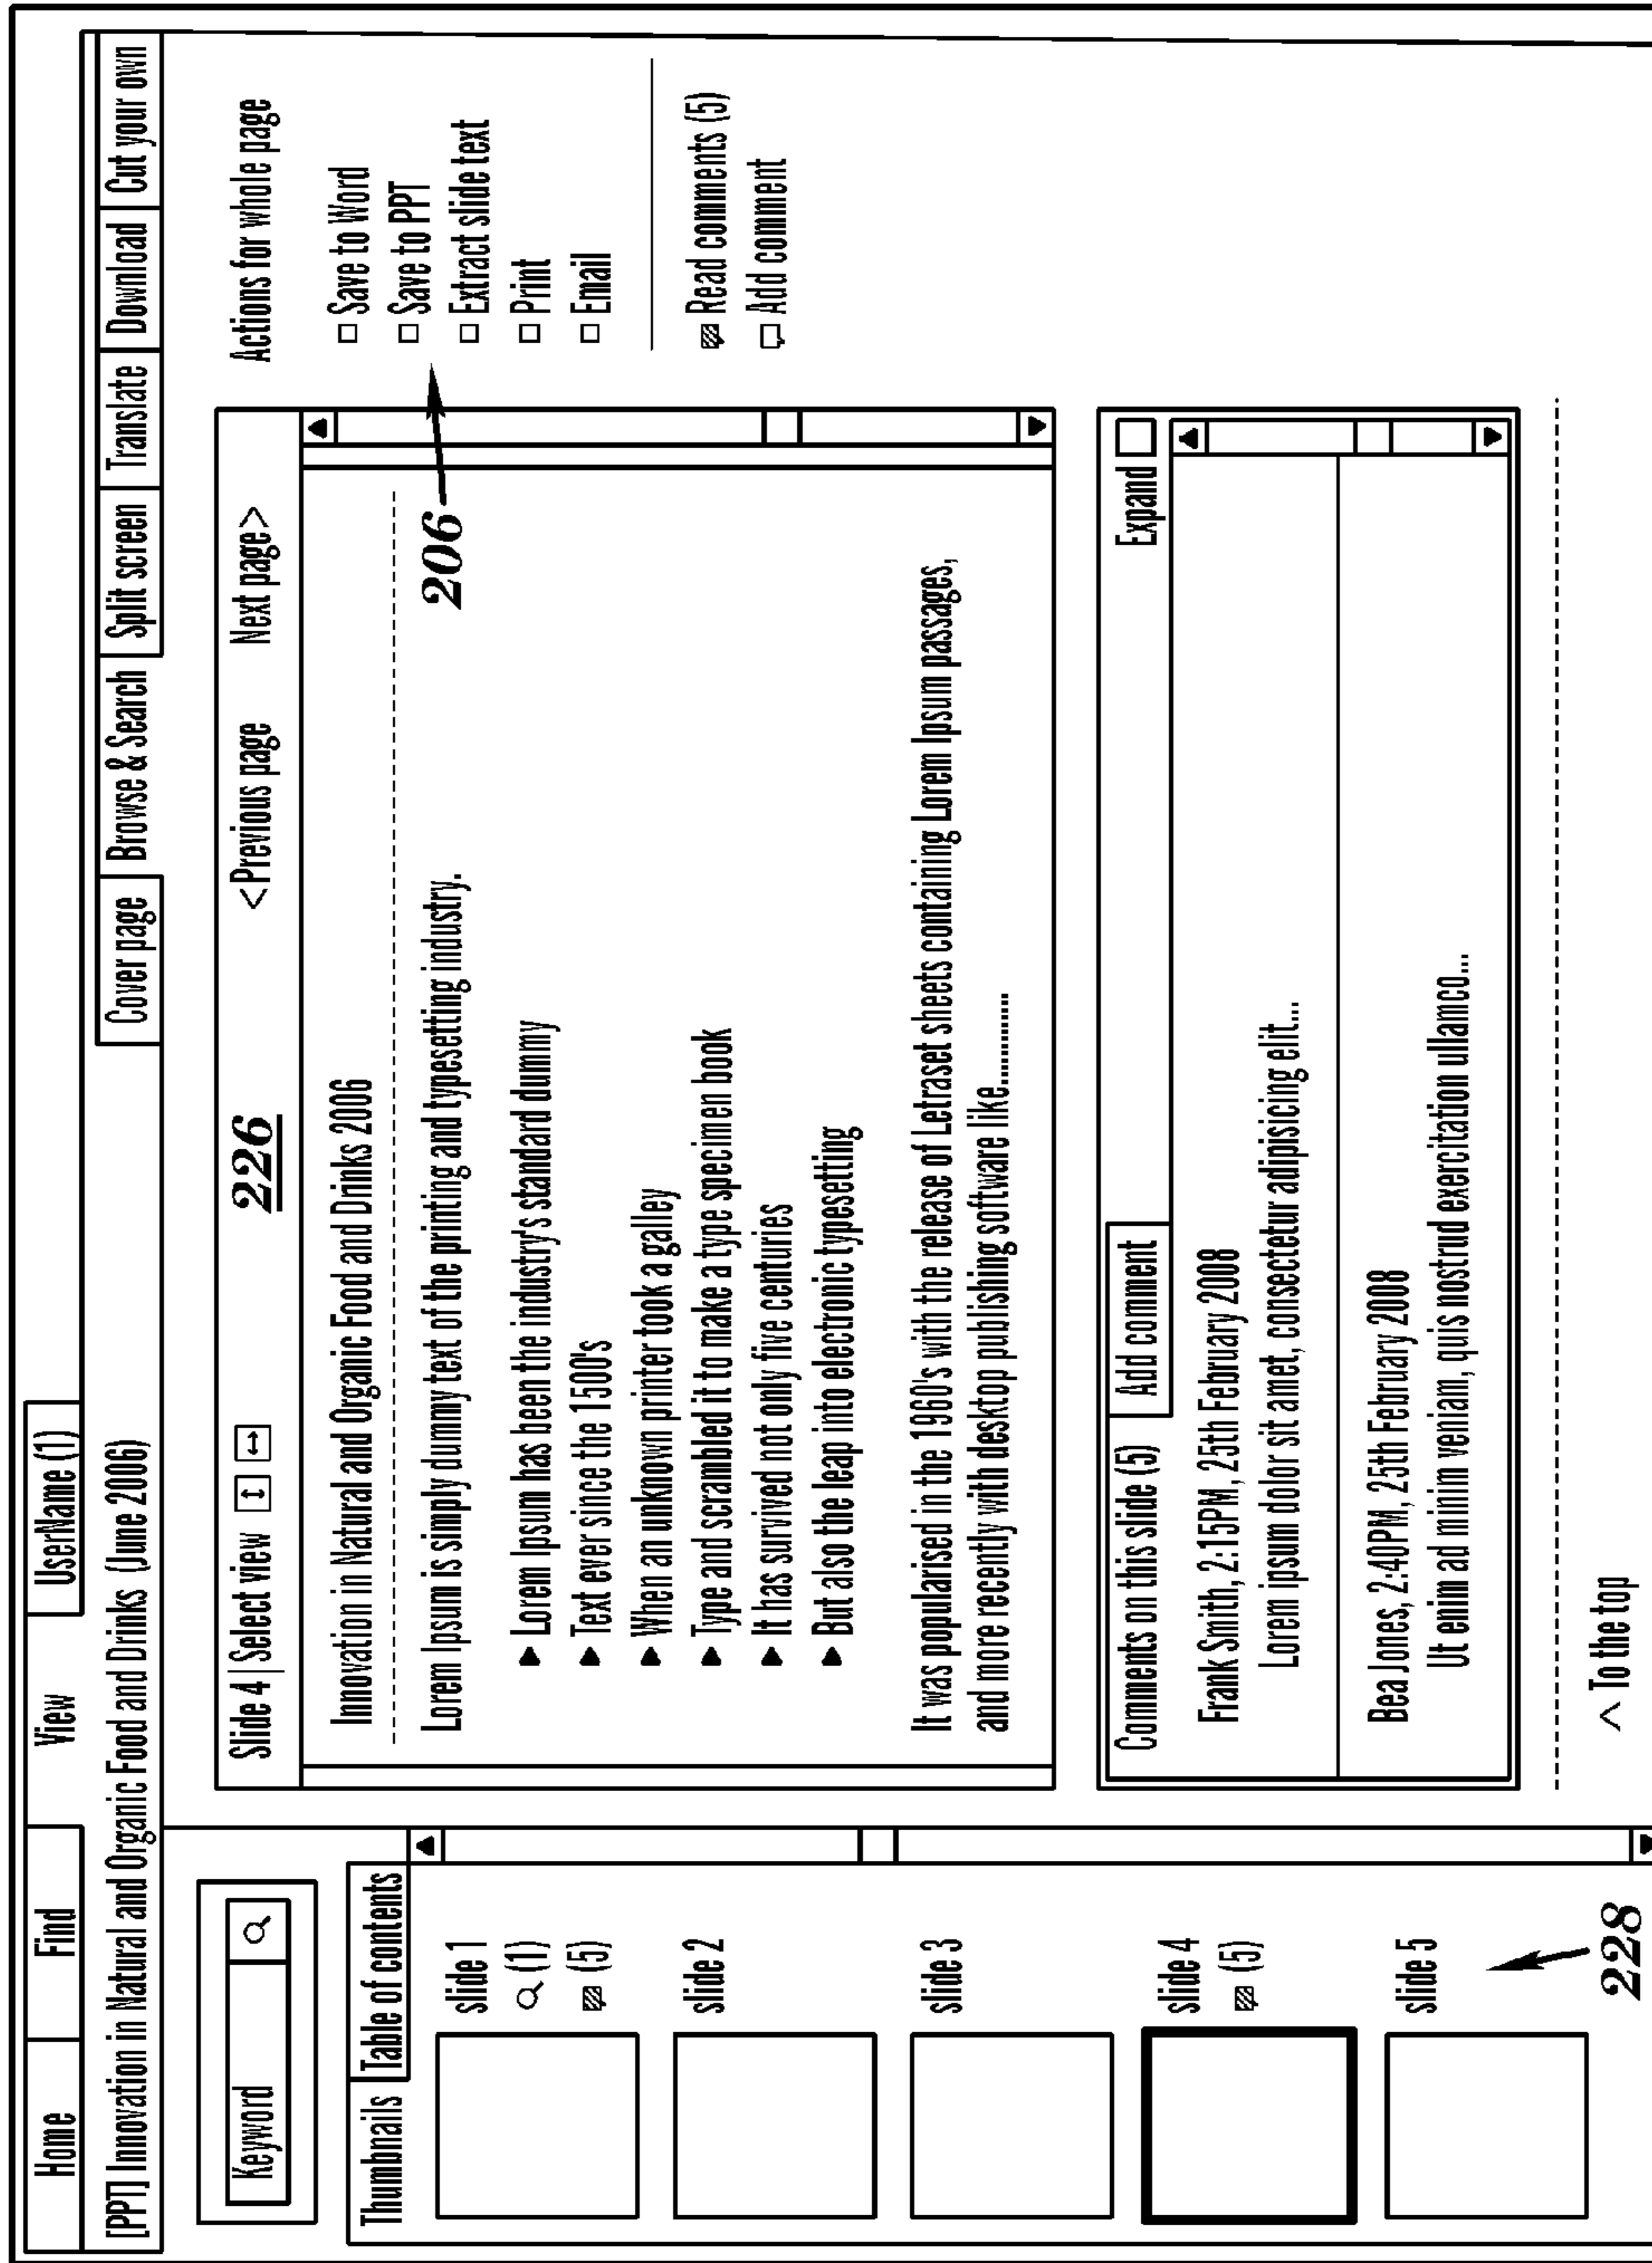 Home Find View UserName (1)
[PPT] Innovation in Natural and Organic Food and Drinks (June 2006)
Cover page Browse & Search Split screen Translate Download Cut your own
Keyword
Thumbnails Table of contents
slide 1
(1)
(5)
slide 2
slide 3
slide 4
(5)
slide 5
228
Slide 4 | Select view 226 <Previous page Next page>
Innovation in Natural and Organic Food and Drinks 2006
Lorem Ipsum is simply dummy text of the printing and typesetting industry.
▶ Lorem Ipsum has been the industry's standard dummy
▶ Text ever since the 1500's
▶ When an unknown printer took a galley
▶ Type and scrambled it to make a type specimen book
▶ It has survived not only five centuries
▶ But also the leap into electronic typesetting
It was popularised in the 1960's with the release of Letraset sheets containing Lorem Ipsum passages,
and more recently with desktop publishing software like............
206
Comments on this slide (5) Add comment Expand
Frank Smith, 2:15PM, 25th February 2008
Lorem ipsum dolor sit amet, consectetur adipisicing elit...
Bea Jones, 2:40PM, 25th February 2008
Ut enim ad minim veniam, quis nostrud exercitation ullamco...
^ To the top
Actions for whole page
Save to Word
Save to PPT
Extract slide text
Print
Email
Read comments (5)
Add comment